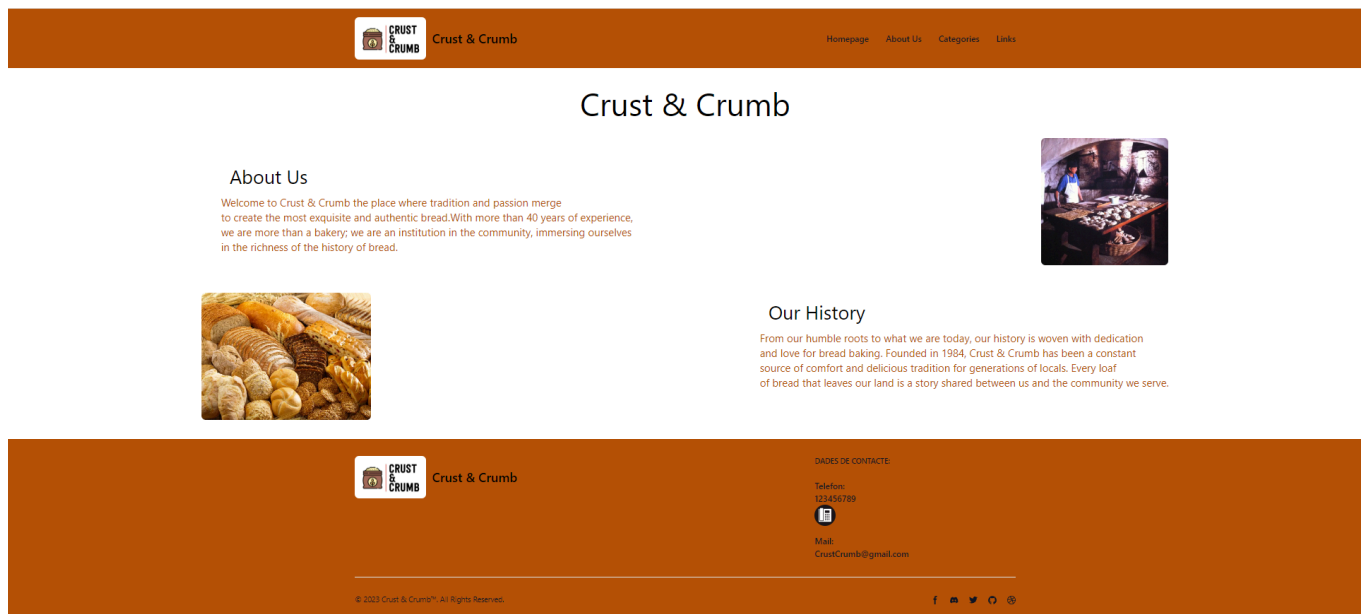 CRUST
&
CRUMB
Crust & Crumb
Homepage About Us Categories Links
Crust & Crumb
About Us
Welcome to Crust & Crumb the place where tradition and passion merge
to create the most exquisite and authentic bread.With more than 40 years of experience,
we are more than a bakery; we are an institution in the community, immersing ourselves
in the richness of the history of bread.
Our History
From our humble roots to what we are today, our history is woven with dedication
and love for bread baking. Founded in 1984, Crust & Crumb has been a constant
source of comfort and delicious tradition for generations of locals. Every loaf
of bread that leaves our land is a story shared between us and the community we serve.
CRUST
&
CRUMB
Crust & Crumb
DADES DE CONTACTE:
Telefon:
123456789
Mail:
CrustCrumb@gmail.com
© 2023 Crust & Crumb™. All Rights Reserved.